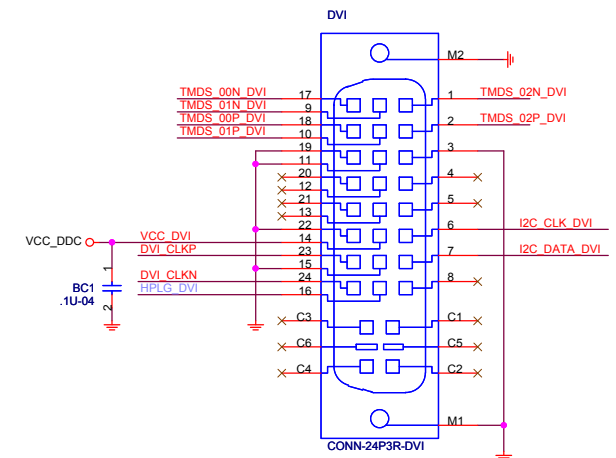 DVI
M2
TMDS_00N_DVI 17 1 TMDS_02N_DVI
TMDS_01N_DVI 9
TMDS_00P_DVI 18 2 TMDS_02P_DVI
TMDS_01P_DVI 10
19 3
11
20 4
12
21 5
13
22 6 I2C_CLK_DVI
VCC_DDC VCC_DVI 14
DVI_CLKP 23 7 I2C_DATA_DVI
15
1
DVI_CLKN 24 8
BC1 HPLG_DVI 16
.1U-04
2
C3 C1
C6 C5
C4 C2
M1
CONN-24P3R-DVI